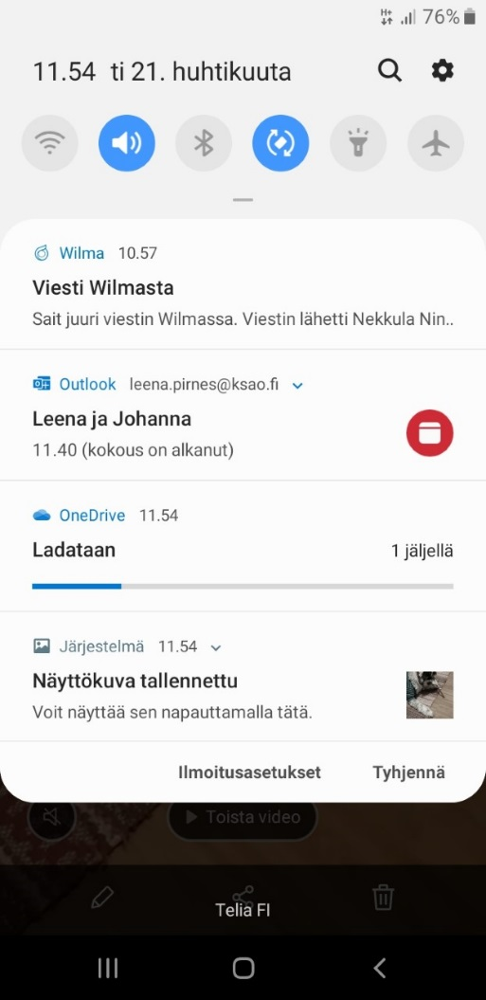 H+ 76%
11.54 ti 21. huhtikuuta
Wilma 10.57
Viesti Wilmasta
Sait juuri viestin Wilmassa. Viestin lähetti Nekkula Nin..
Outlook leena.pirnes@ksao.fi
Leena ja Johanna
11.40 (kokous on alkanut)
OneDrive 11.54
Ladataan 1 jäljellä
Järjestelmä 11.54
Näyttökuva tallennettu
Voit näyttää sen napauttamalla tätä.
Ilmoitusasetukset Tyhjennä
Toista video
Telia FI